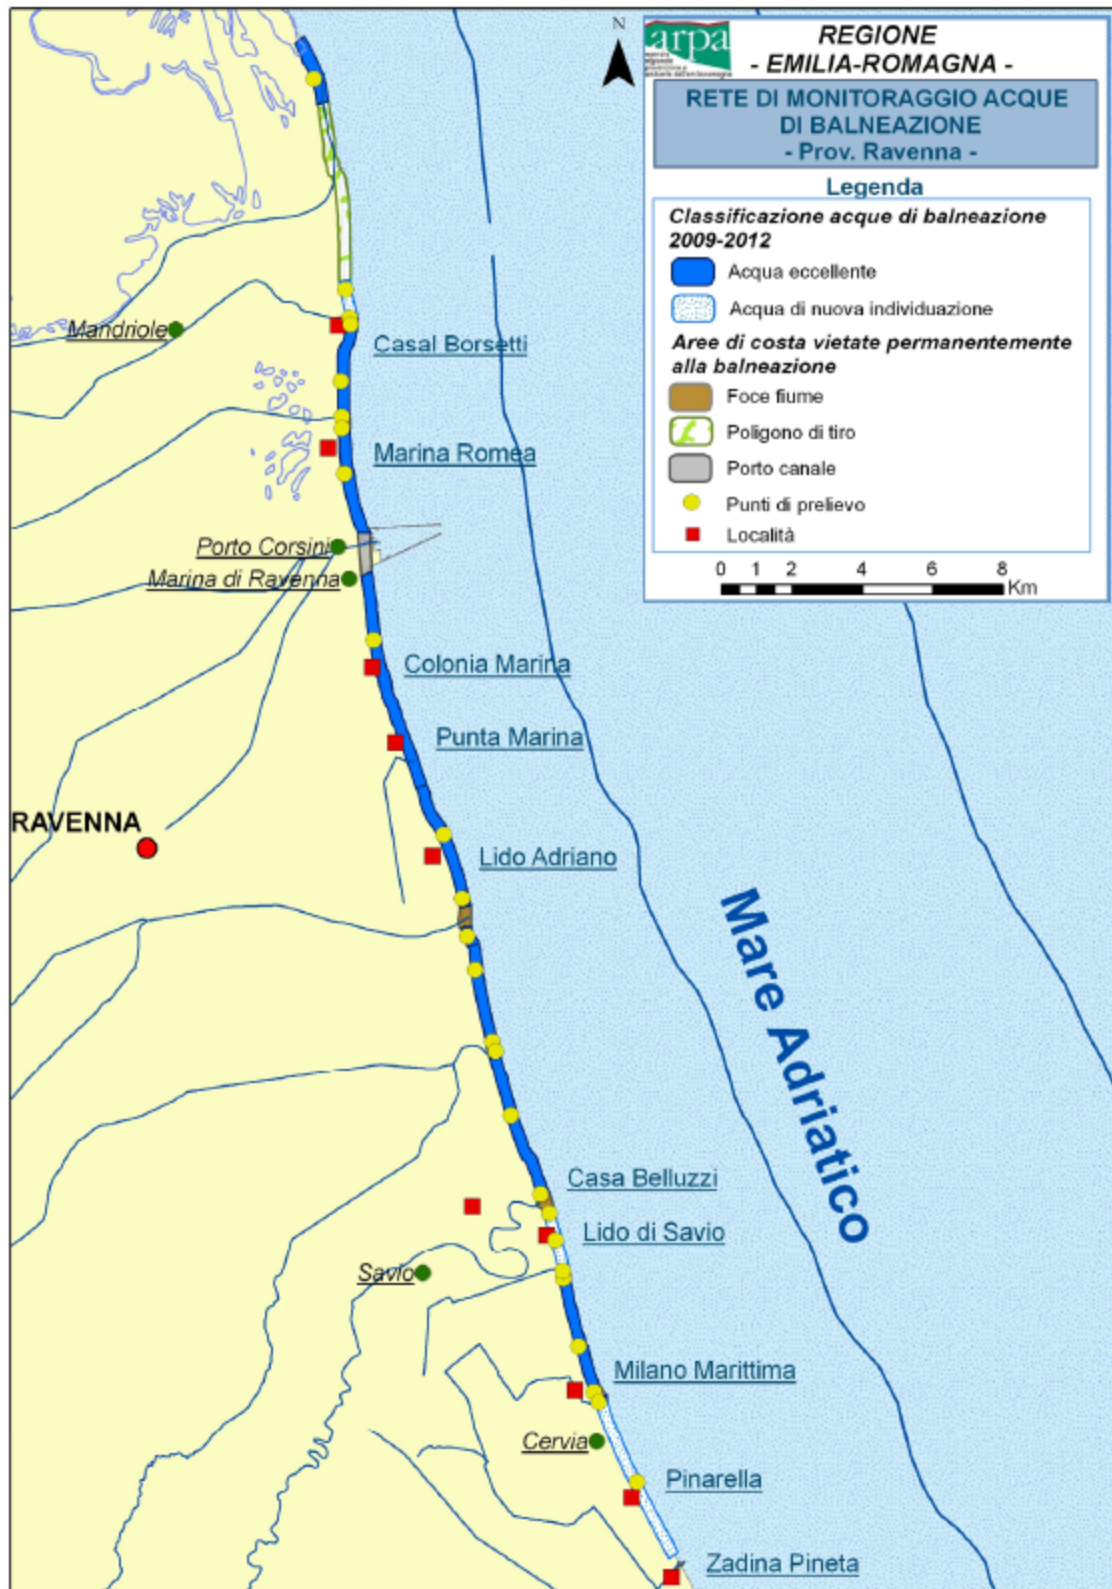 N
arpa
REGIONE
- EMILIA-ROMAGNA -
RETE DI MONITORAGGIO ACQUE
DI BALNEAZIONE
- Prov. Ravenna -
Legenda
Classificazione acque di balneazione
2009-2012
Acqua eccellente
Acqua di nuova individuazione
Aree di costa vietate permanentemente
alla balneazione
Foce fiume
Poligono di tiro
Porto canale
Punti di prelievo
Località
0 1 2 4 6 8
Km
Mandriole
Casal Borsetti
Marina Romea
Porto Corsini
Marina di Ravenna
Colonia Marina
Punta Marina
RAVENNA
Lido Adriano
Mare Adriatico
Casa Belluzzi
Lido di Savio
Savio
Milano Marittima
Cervia
Pinarella
Zadina Pineta